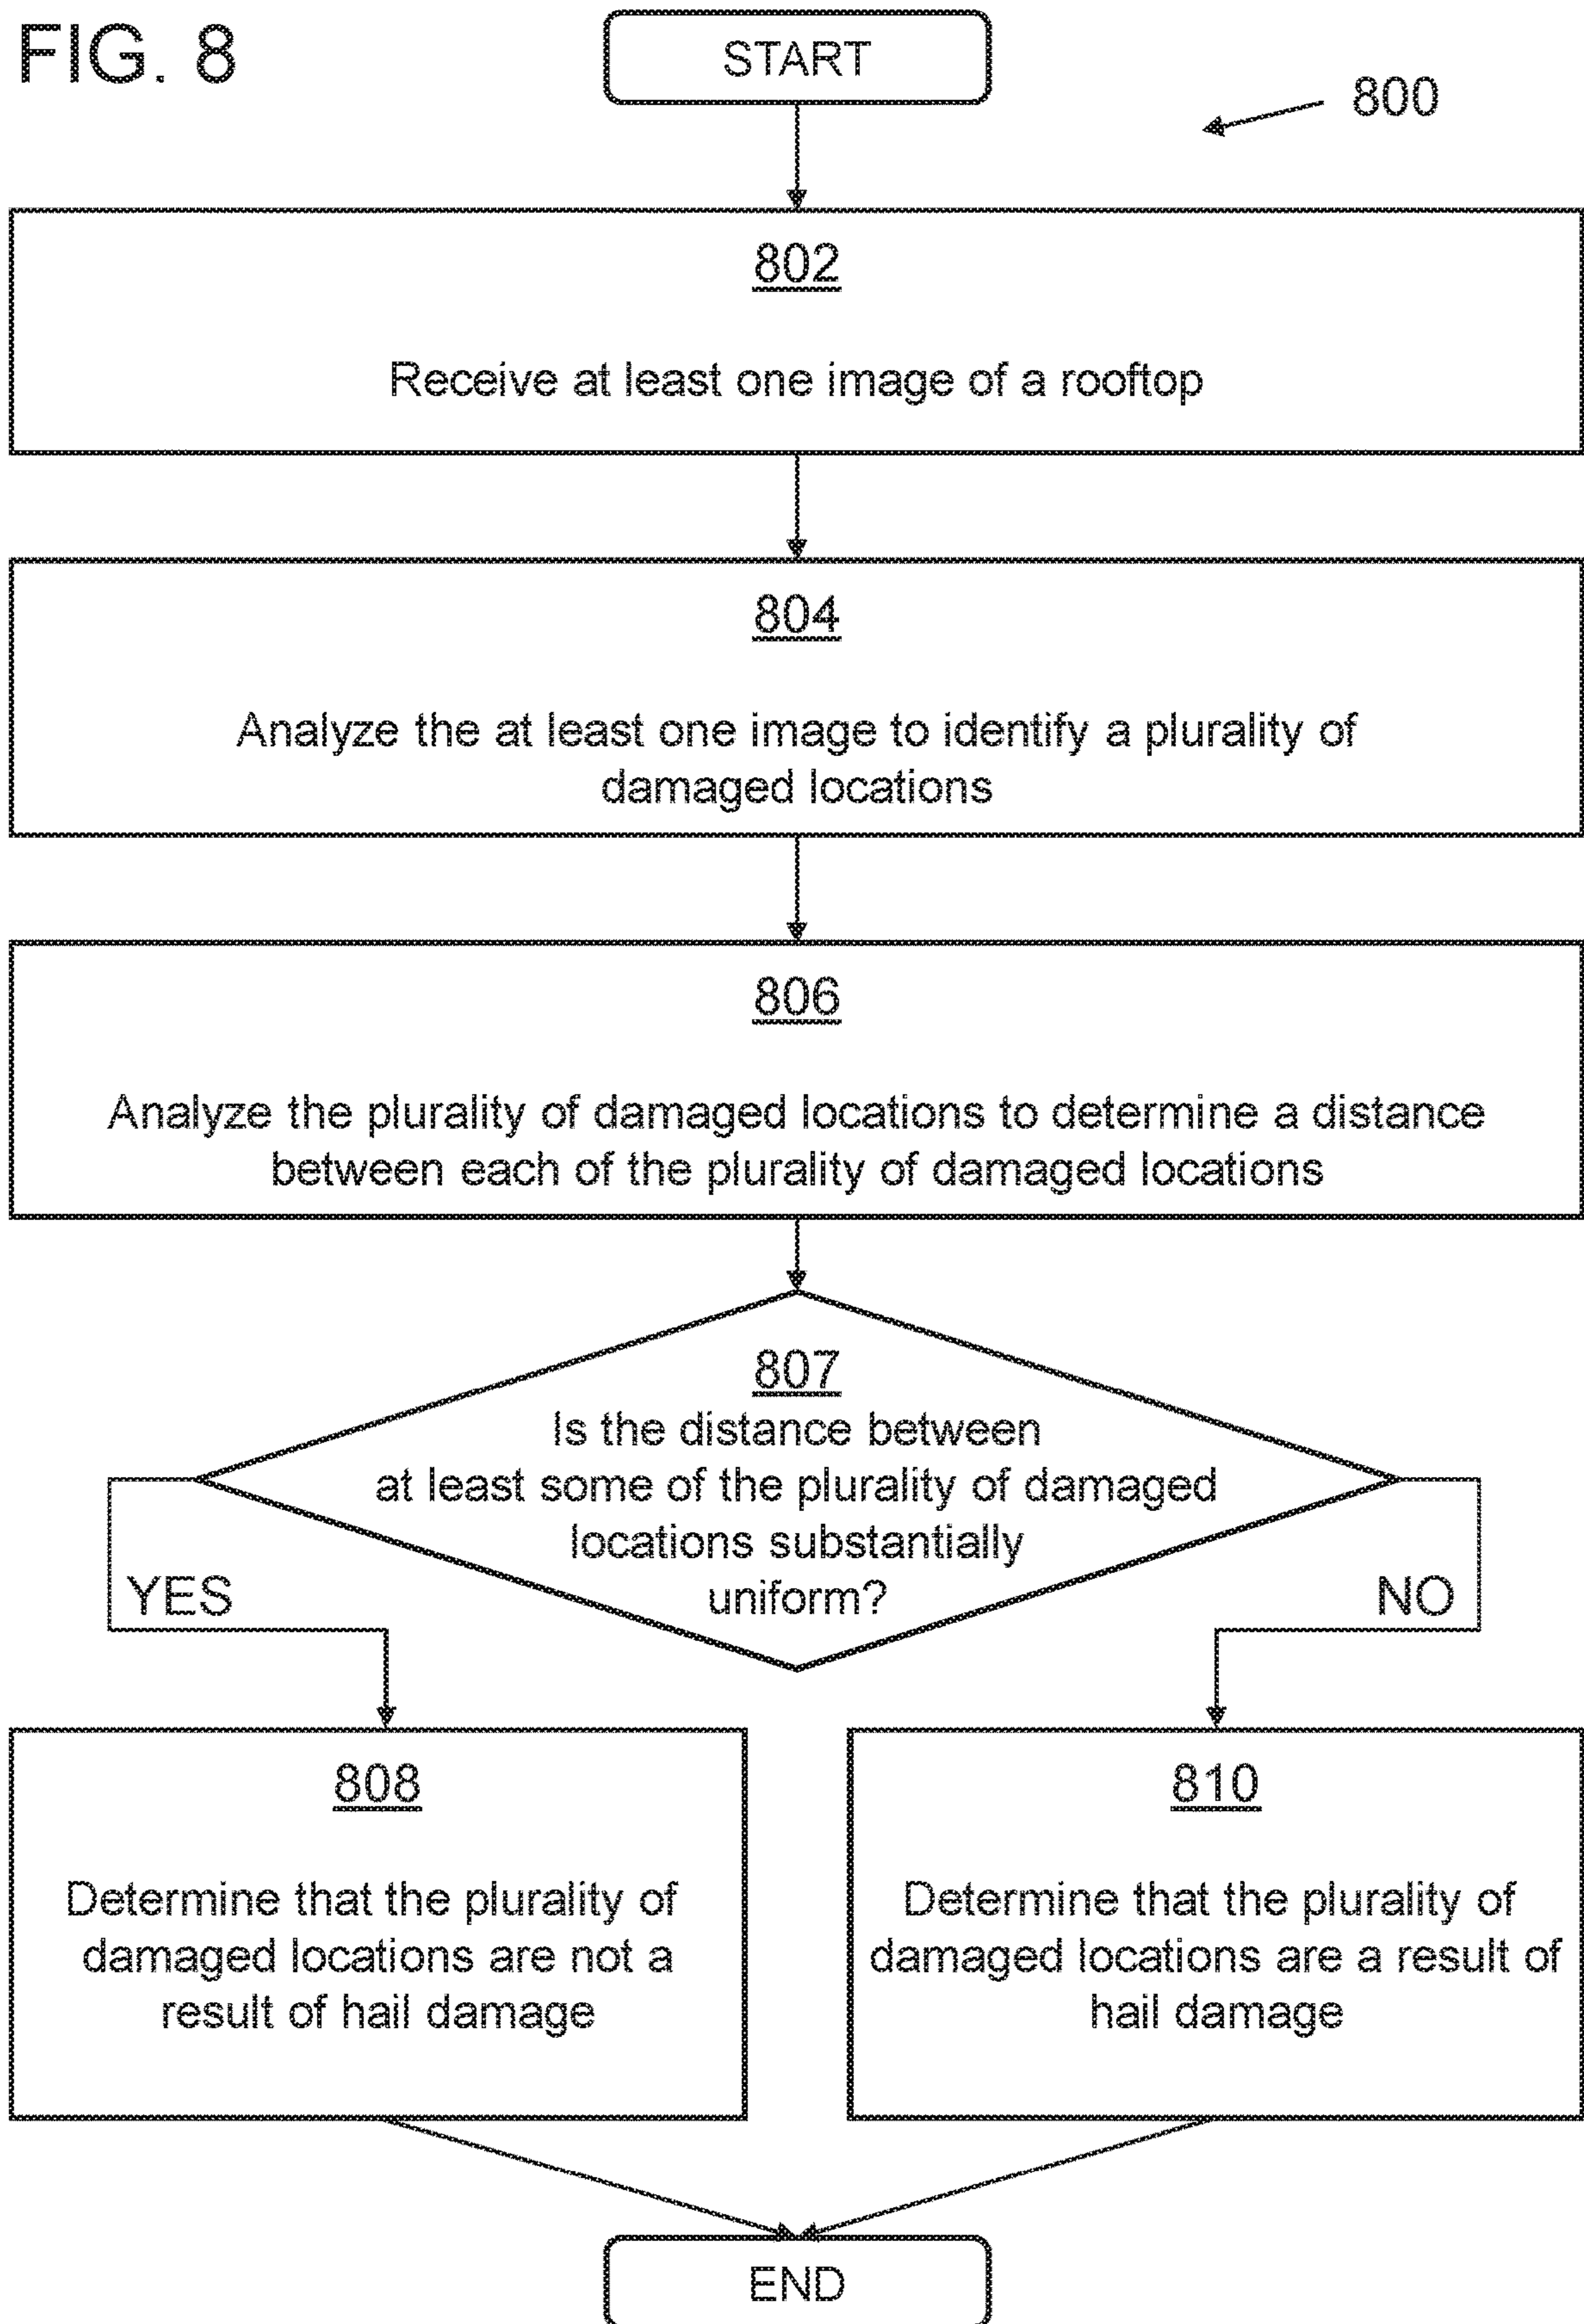 FIG. 8
START
800
802
Receive at least one image of a rooftop
804
Analyze the at least one image to identify a plurality of
damaged locations
806
Analyze the plurality of damaged locations to determine a distance
between each of the plurality of damaged locations
807
Is the distance between
at least some of the plurality of damaged
locations substantially
uniform?
YES
NO
808
Determine that the plurality of
damaged locations are not a
result of hail damage
810
Determine that the plurality of
damaged locations are a result of
hail damage
END